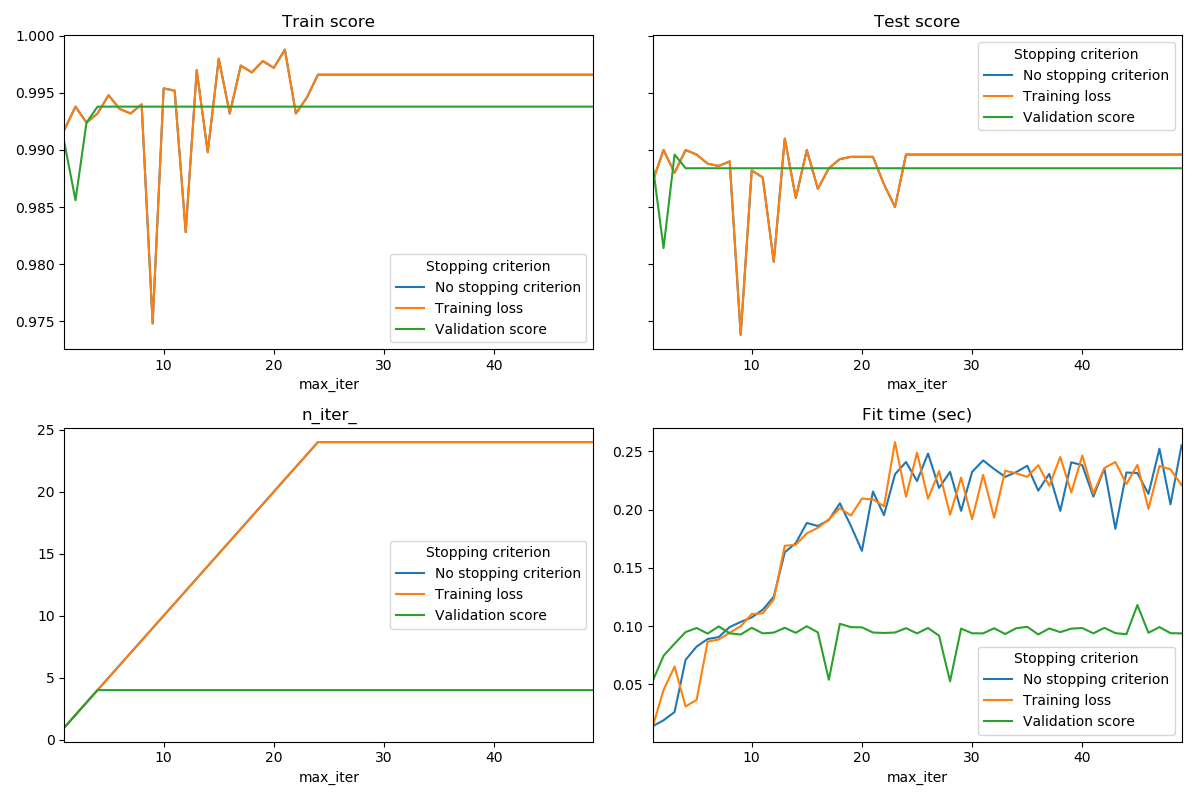 Train score
1.000
0.995
0.990
0.985
0.980
0.975
10
20
30
40
max_iter
Stopping criterion
No stopping criterion
Training loss
Validation score
Test score
10
20
30
40
max_iter
Stopping criterion
No stopping criterion
Training loss
Validation score
n_iter_
25
20
15
10
5
0
10
20
30
40
max_iter
Stopping criterion
No stopping criterion
Training loss
Validation score
Fit time (sec)
0.25
0.20
0.15
0.10
0.05
10
20
30
40
max_iter
Stopping criterion
No stopping criterion
Training loss
Validation score